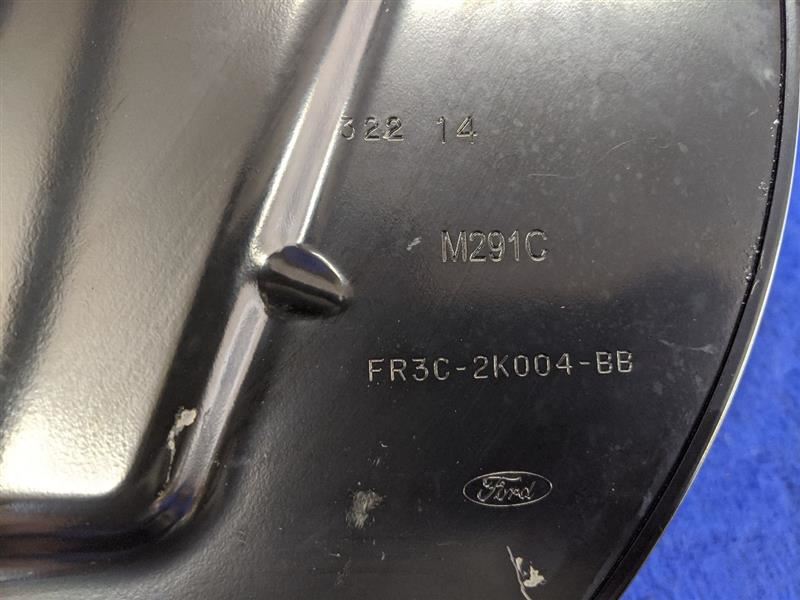 322 14
M291C
FR3C-2K004-BB
Ford